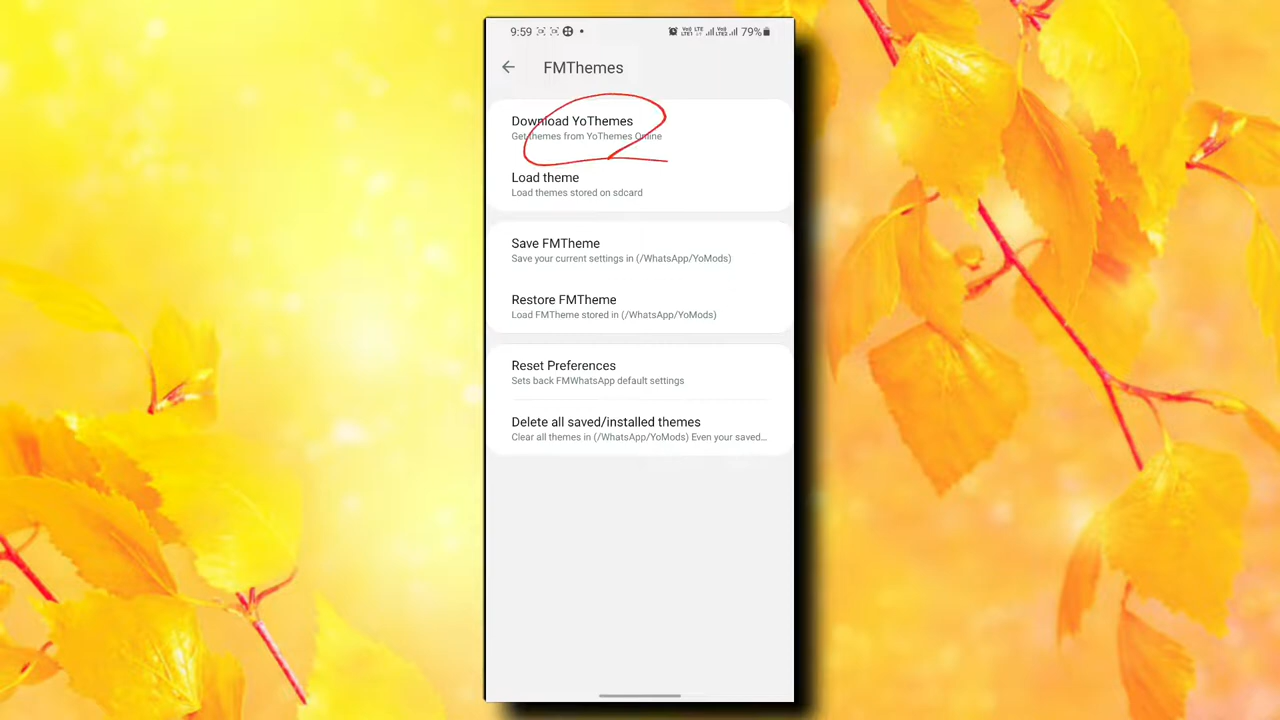 9:59 79%
FMThemes
Download YoThemes
Get themes from YoThemes Online
Load theme
Load themes stored on sdcard
Save FMTheme
Save your current settings in (/WhatsApp/YoMods)
Restore FMTheme
Load FMTheme stored in (/WhatsApp/YoMods)
Reset Preferences
Sets back FMWhatsApp default settings
Delete all saved/installed themes
Clear all themes in (/WhatsApp/YoMods) Even your saved...